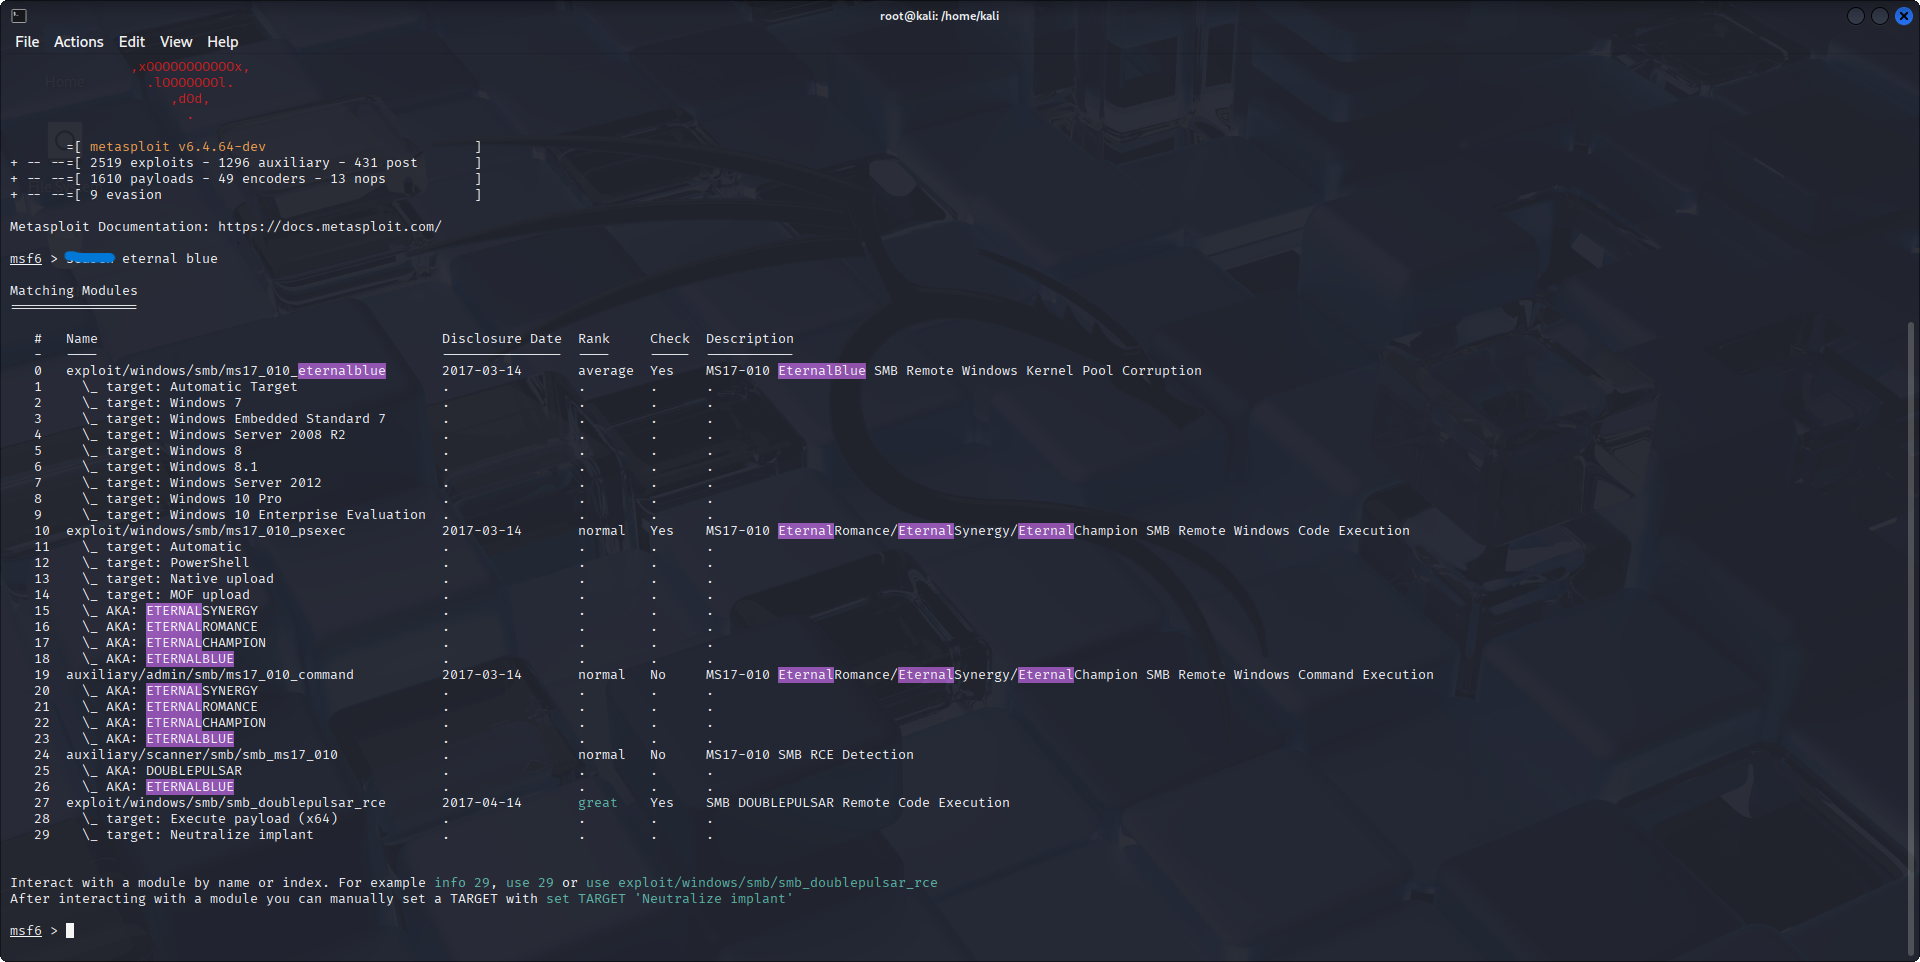 root@kali: /home/kali
File Actions Edit View Help
Home
,xOOOOOOOOOOOx,
.lOOOOOOOl.
,dOd,
.
=[ metasploit v6.4.64-dev ]
+ -- --=[ 2519 exploits - 1296 auxiliary - 431 post ]
+ -- --=[ 1610 payloads - 49 encoders - 13 nops ]
+ -- --=[ 9 evasion ]
Metasploit Documentation: https://docs.metasploit.com/
msf6 > eternal blue
Matching Modules
================
# Name Disclosure Date Rank Check Description
- ---- --------------- ---- ----- -----------
0 exploit/windows/smb/ms17_010_eternalblue 2017-03-14 average Yes MS17-010 EternalBlue SMB Remote Windows Kernel Pool Corruption
1 \_ target: Automatic Target . . . .
2 \_ target: Windows 7 . . . .
3 \_ target: Windows Embedded Standard 7 . . . .
4 \_ target: Windows Server 2008 R2 . . . .
5 \_ target: Windows 8 . . . .
6 \_ target: Windows 8.1 . . . .
7 \_ target: Windows Server 2012 . . . .
8 \_ target: Windows 10 Pro . . . .
9 \_ target: Windows 10 Enterprise Evaluation . . . .
10 exploit/windows/smb/ms17_010_psexec 2017-03-14 normal Yes MS17-010 EternalRomance/EternalSynergy/EternalChampion SMB Remote Windows Code Execution
11 \_ target: Automatic . . . .
12 \_ target: PowerShell . . . .
13 \_ target: Native upload . . . .
14 \_ target: MOF upload . . . .
15 \_ AKA: ETERNALSYNERGY . . . .
16 \_ AKA: ETERNALROMANCE . . . .
17 \_ AKA: ETERNALCHAMPION . . . .
18 \_ AKA: ETERNALBLUE . . . .
19 auxiliary/admin/smb/ms17_010_command 2017-03-14 normal No MS17-010 EternalRomance/EternalSynergy/EternalChampion SMB Remote Windows Command Execution
20 \_ AKA: ETERNALSYNERGY . . . .
21 \_ AKA: ETERNALROMANCE . . . .
22 \_ AKA: ETERNALCHAMPION . . . .
23 \_ AKA: ETERNALBLUE . . . .
24 auxiliary/scanner/smb/smb_ms17_010 . normal No MS17-010 SMB RCE Detection
25 \_ AKA: DOUBLEPULSAR . . . .
26 \_ AKA: ETERNALBLUE . . . .
27 exploit/windows/smb/smb_doublepulsar_rce 2017-04-14 great Yes SMB DOUBLEPULSAR Remote Code Execution
28 \_ target: Execute payload (x64) . . . .
29 \_ target: Neutralize implant . . . .
Interact with a module by name or index. For example info 29, use 29 or use exploit/windows/smb/smb_doublepulsar_rce
After interacting with a module you can manually set a TARGET with set TARGET 'Neutralize implant'
msf6 >